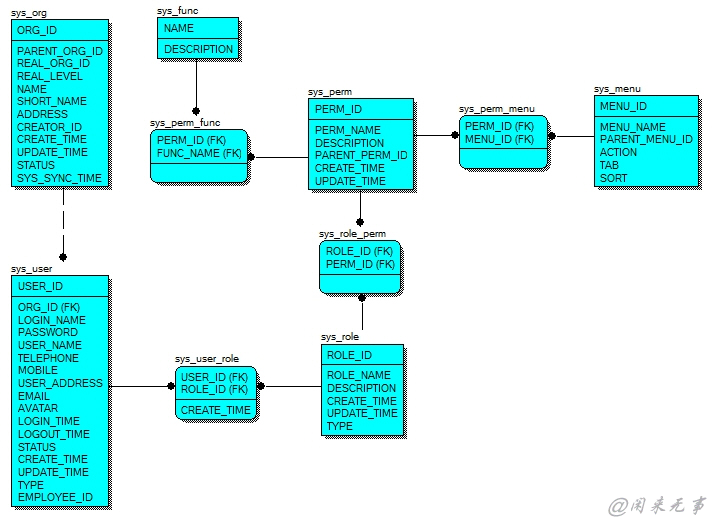 sys_org
ORG_ID
PARENT_ORG_ID
REAL_ORG_ID
REAL_LEVEL
NAME
SHORT_NAME
ADDRESS
CREATOR_ID
CREATE_TIME
UPDATE_TIME
STATUS
SYS_SYNC_TIME
sys_func
NAME
DESCRIPTION
sys_perm_func
PERM_ID (FK)
FUNC_NAME (FK)
sys_perm
PERM_ID
PERM_NAME
DESCRIPTION
PARENT_PERM_ID
CREATE_TIME
UPDATE_TIME
sys_perm_menu
PERM_ID (FK)
MENU_ID (FK)
sys_menu
MENU_ID
MENU_NAME
PARENT_MENU_ID
ACTION
TAB
SORT
sys_role_perm
ROLE_ID (FK)
PERM_ID (FK)
sys_user
USER_ID
ORG_ID (FK)
LOGIN_NAME
PASSWORD
USER_NAME
TELEPHONE
MOBILE
USER_ADDRESS
EMAIL
AVATAR
LOGIN_TIME
LOGOUT_TIME
STATUS
CREATE_TIME
UPDATE_TIME
TYPE
EMPLOYEE_ID
sys_user_role
USER_ID (FK)
ROLE_ID (FK)
CREATE_TIME
sys_role
ROLE_ID
ROLE_NAME
DESCRIPTION
CREATE_TIME
UPDATE_TIME
TYPE
@闲来无事